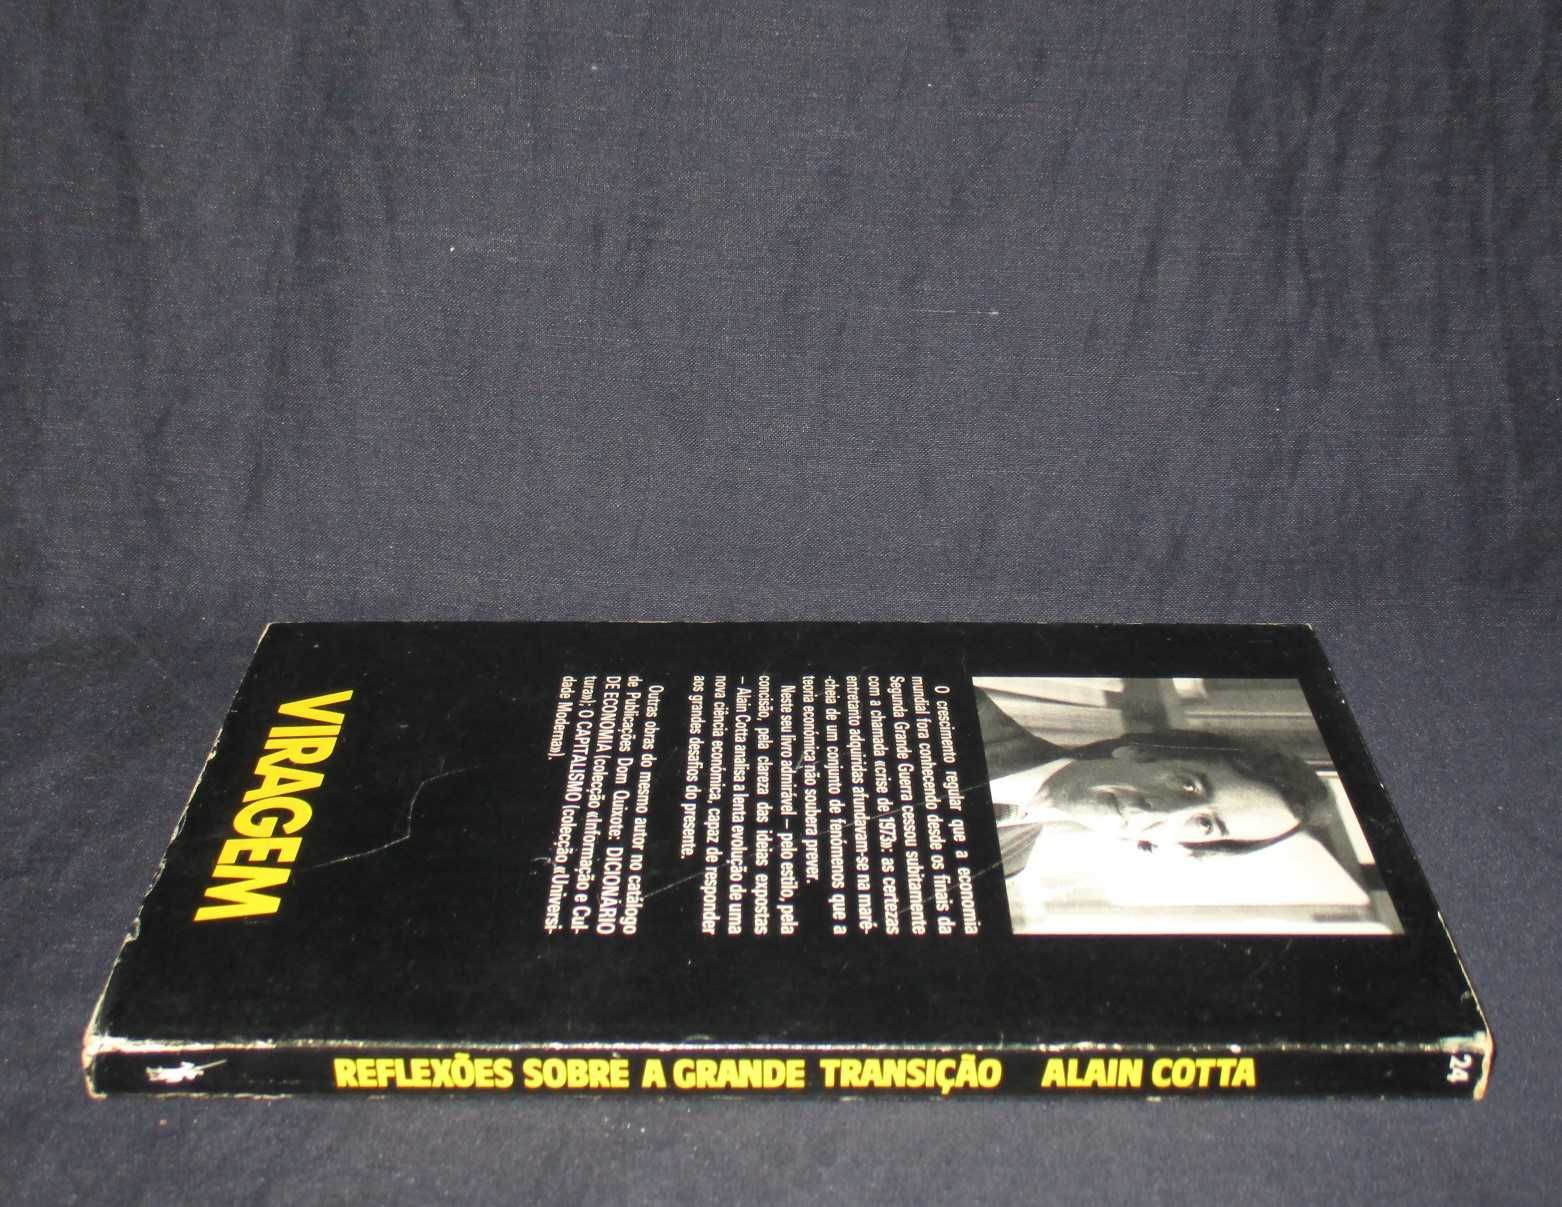 O crescimento regular que a economia
mundial fora conhecendo desde os finais da
Segunda Grande Guerra cessou subitamente
com a chamada «crise de 1973»: as certezas
entretanto adquiridas afundavam-se na maré-
-cheia de um conjunto de fenómenos que a
teoria económica não soubera prever.
Neste seu livro admirável – pelo estilo, pela
concisão, pela clareza das ideias expostas
– Alain Cotta analisa a lenta evolução de uma
nova ciência económica, capaz de responder
aos grandes desafios do presente.
Outras obras do mesmo autor no catálogo
de Publicações Dom Quixote: DICIONÁRIO
DE ECONOMIA (colecção «Informação e Cul-
tura»); O CAPITALISMO (colecção «Universi-
dade Moderna»).
VIRAGEM
REFLEXÕES SOBRE A GRANDE TRANSIÇÃO ALAIN COTTA
24